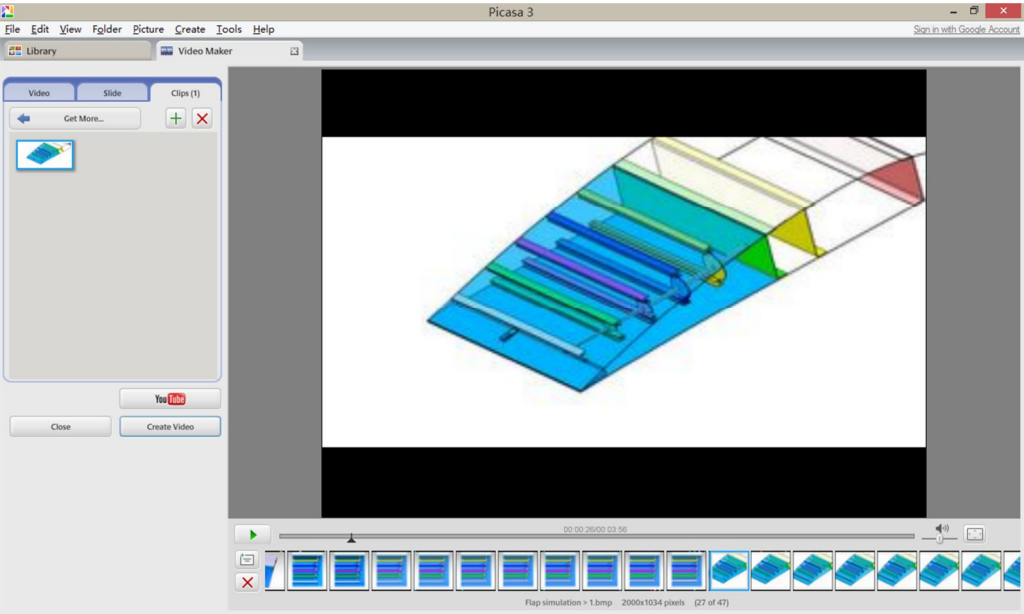 Picasa 3
File Edit View Folder Picture Create Tools Help
Sign in with Google Account
Library
Video Maker
Video
Slide
Clips (1)
Get More...
YouTube
Close
Create Video
00:00:26/00:03:56
Flap simulation > 1.bmp 2000x1034 pixels (27 of 47)